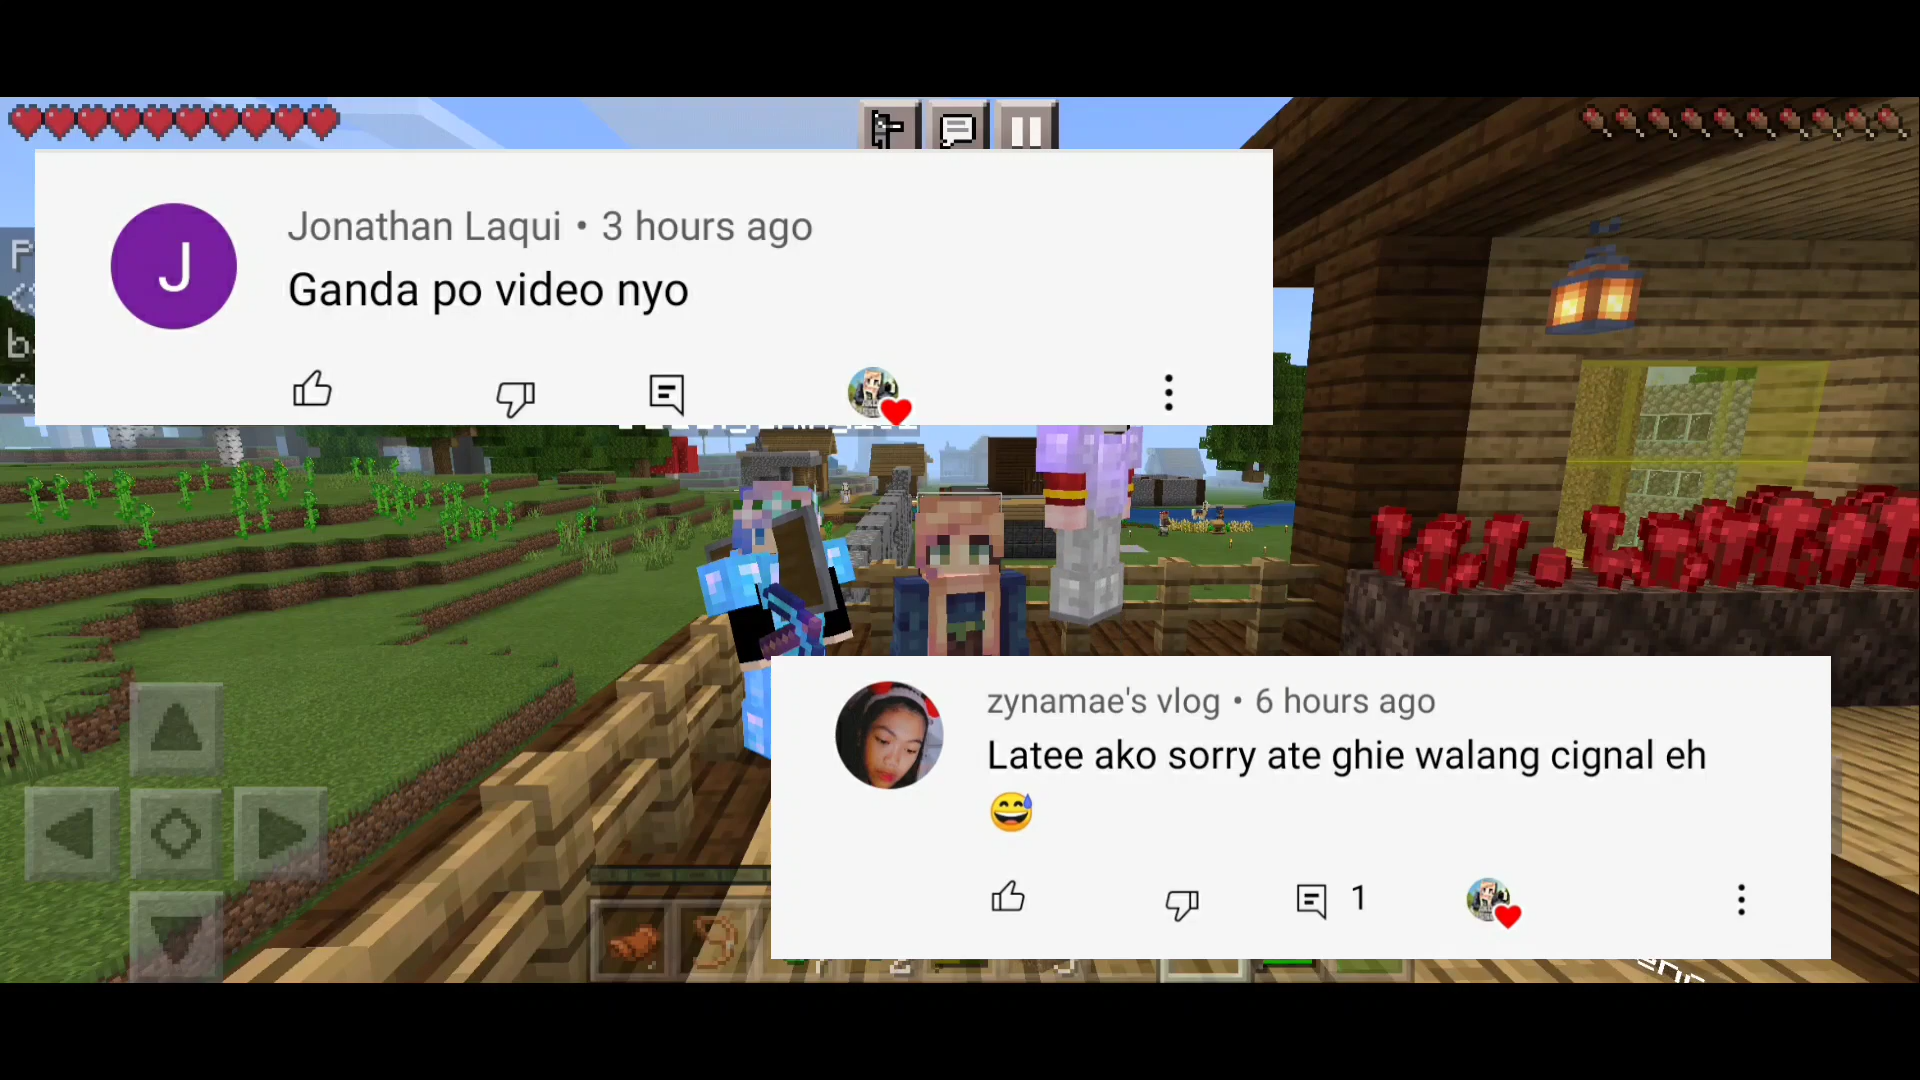 Jonathan Laqui • 3 hours ago
J
Ganda po video nyo
zynamae's vlog • 6 hours ago
Latee ako sorry ate ghie walang cignal eh
😅
1